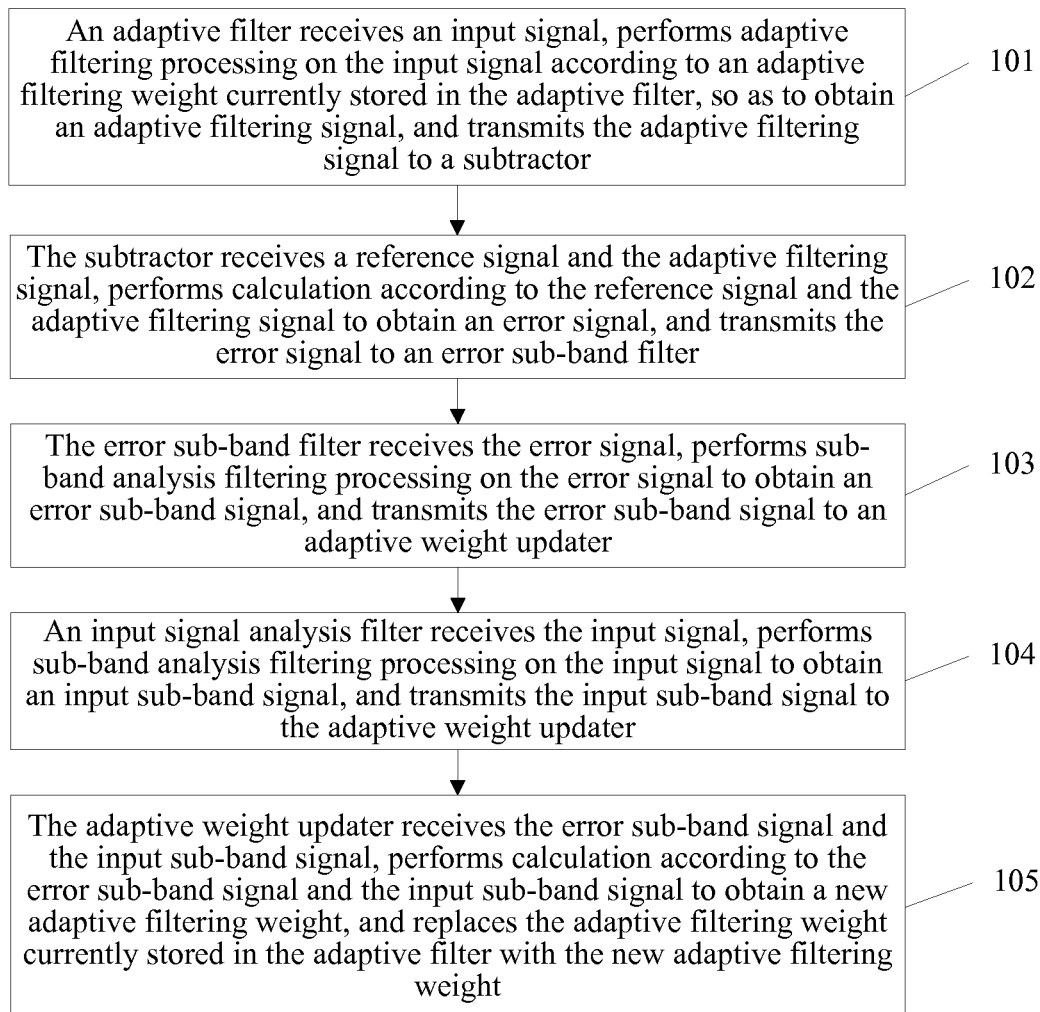 An adaptive filter receives an input signal, performs adaptive
filtering processing on the input signal according to an adaptive
filtering weight currently stored in the adaptive filter, so as to obtain
an adaptive filtering signal, and transmits the adaptive filtering
signal to a subtractor
101
The subtractor receives a reference signal and the adaptive filtering
signal, performs calculation according to the reference signal and the
adaptive filtering signal to obtain an error signal, and transmits the
error signal to an error sub-band filter
102
The error sub-band filter receives the error signal, performs sub-
band analysis filtering processing on the error signal to obtain an
error sub-band signal, and transmits the error sub-band signal to an
adaptive weight updater
103
An input signal analysis filter receives the input signal, performs
sub-band analysis filtering processing on the input signal to obtain
an input sub-band signal, and transmits the input sub-band signal to
the adaptive weight updater
104
The adaptive weight updater receives the error sub-band signal and
the input sub-band signal, performs calculation according to the
error sub-band signal and the input sub-band signal to obtain a new
adaptive filtering weight, and replaces the adaptive filtering weight
currently stored in the adaptive filter with the new adaptive filtering
weight
105